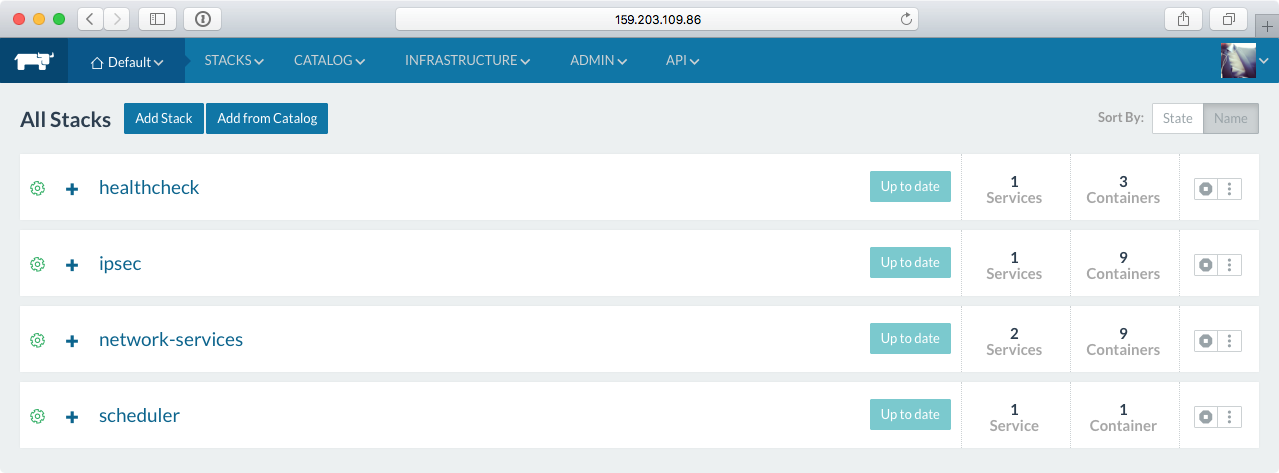 159.203.109.86
Default STACKS CATALOG INFRASTRUCTURE ADMIN API
All Stacks Add Stack Add from Catalog Sort By: State Name
healthcheck Up to date 1 Services 3 Containers
ipsec Up to date 1 Services 9 Containers
network-services Up to date 2 Services 9 Containers
scheduler Up to date 1 Service 1 Container